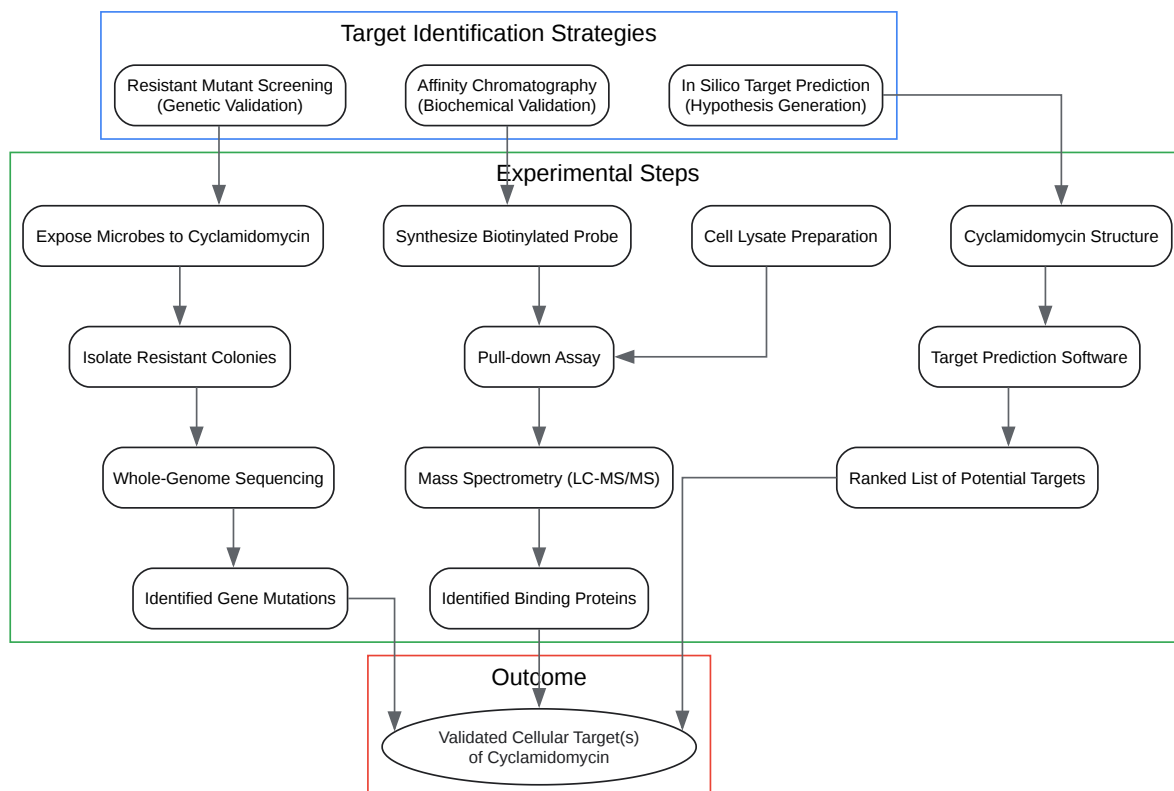 Target Identification Strategies
Resistant Mutant Screening
(Genetic Validation)
Affinity Chromatography
(Biochemical Validation)
In Silico Target Prediction
(Hypothesis Generation)
Experimental Steps
Expose Microbes to Cyclamidomycin
Synthesize Biotinylated Probe
Cell Lysate Preparation
Cyclamidomycin Structure
Isolate Resistant Colonies
Pull-down Assay
Target Prediction Software
Whole-Genome Sequencing
Mass Spectrometry (LC-MS/MS)
Ranked List of Potential Targets
Identified Gene Mutations
Identified Binding Proteins
Outcome
Validated Cellular Target(s)
of Cyclamidomycin